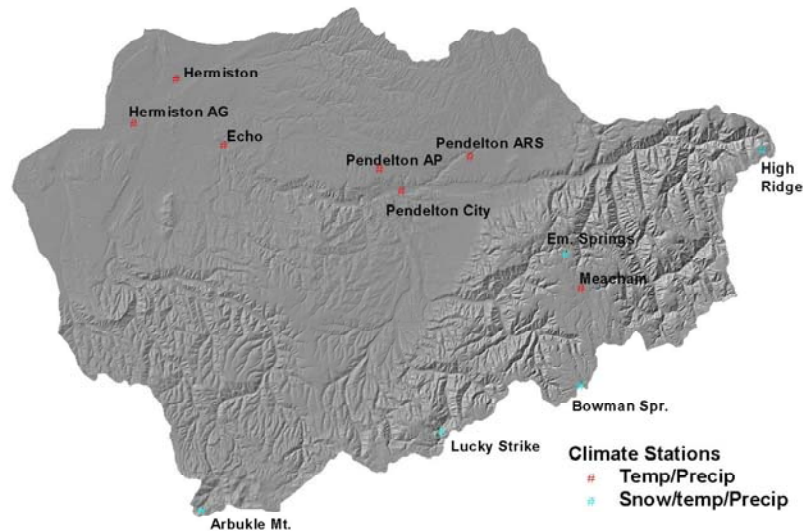 Hermiston
Hermiston AG
Echo
Pendelton ARS
Pendelton AP
High
Ridge
Pendelton City
Em. Springs
Meacham
Bowman Spr.
Lucky Strike
Climate Stations
# Temp/Precip
# Snow/temp/Precip
Arbukle Mt.